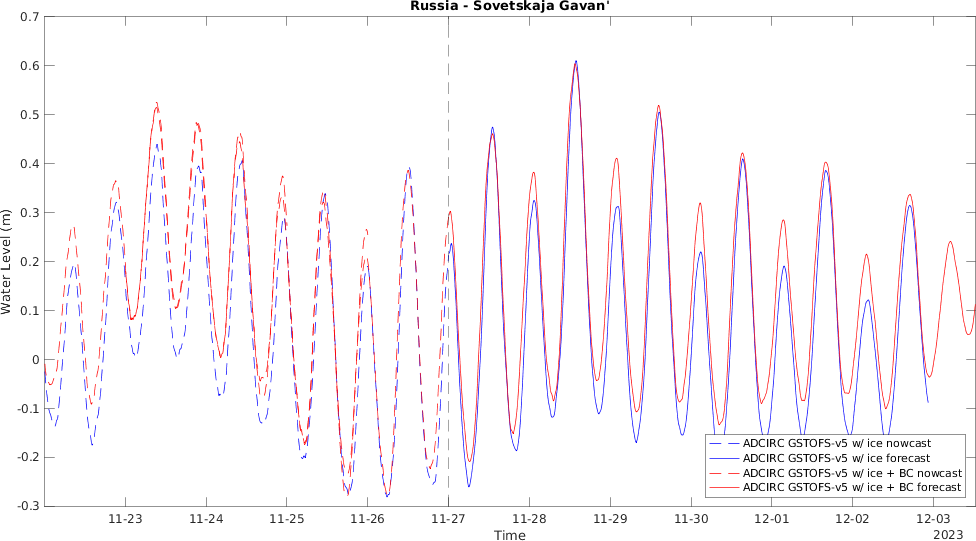 Russia - Sovetskaja Gavan'
0.7
0.6
0.5
0.4
0.3
0.2
0.1
0
-0.1
-0.2
-0.3
Water Level (m)
ADCIRC GSTOFS-v5 w/ ice nowcast
ADCIRC GSTOFS-v5 w/ ice forecast
ADCIRC GSTOFS-v5 w/ ice + BC nowcast
ADCIRC GSTOFS-v5 w/ ice + BC forecast
11-23 11-24 11-25 11-26 11-27 11-28 11-29 11-30 12-01 12-02 12-03
Time
2023